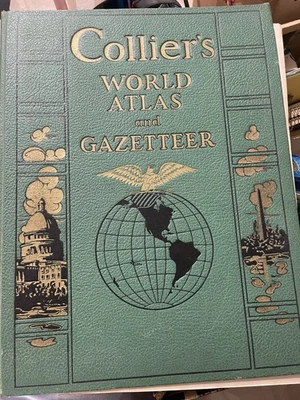 Collier's
WORLD
ATLAS
and
GAZETTEER